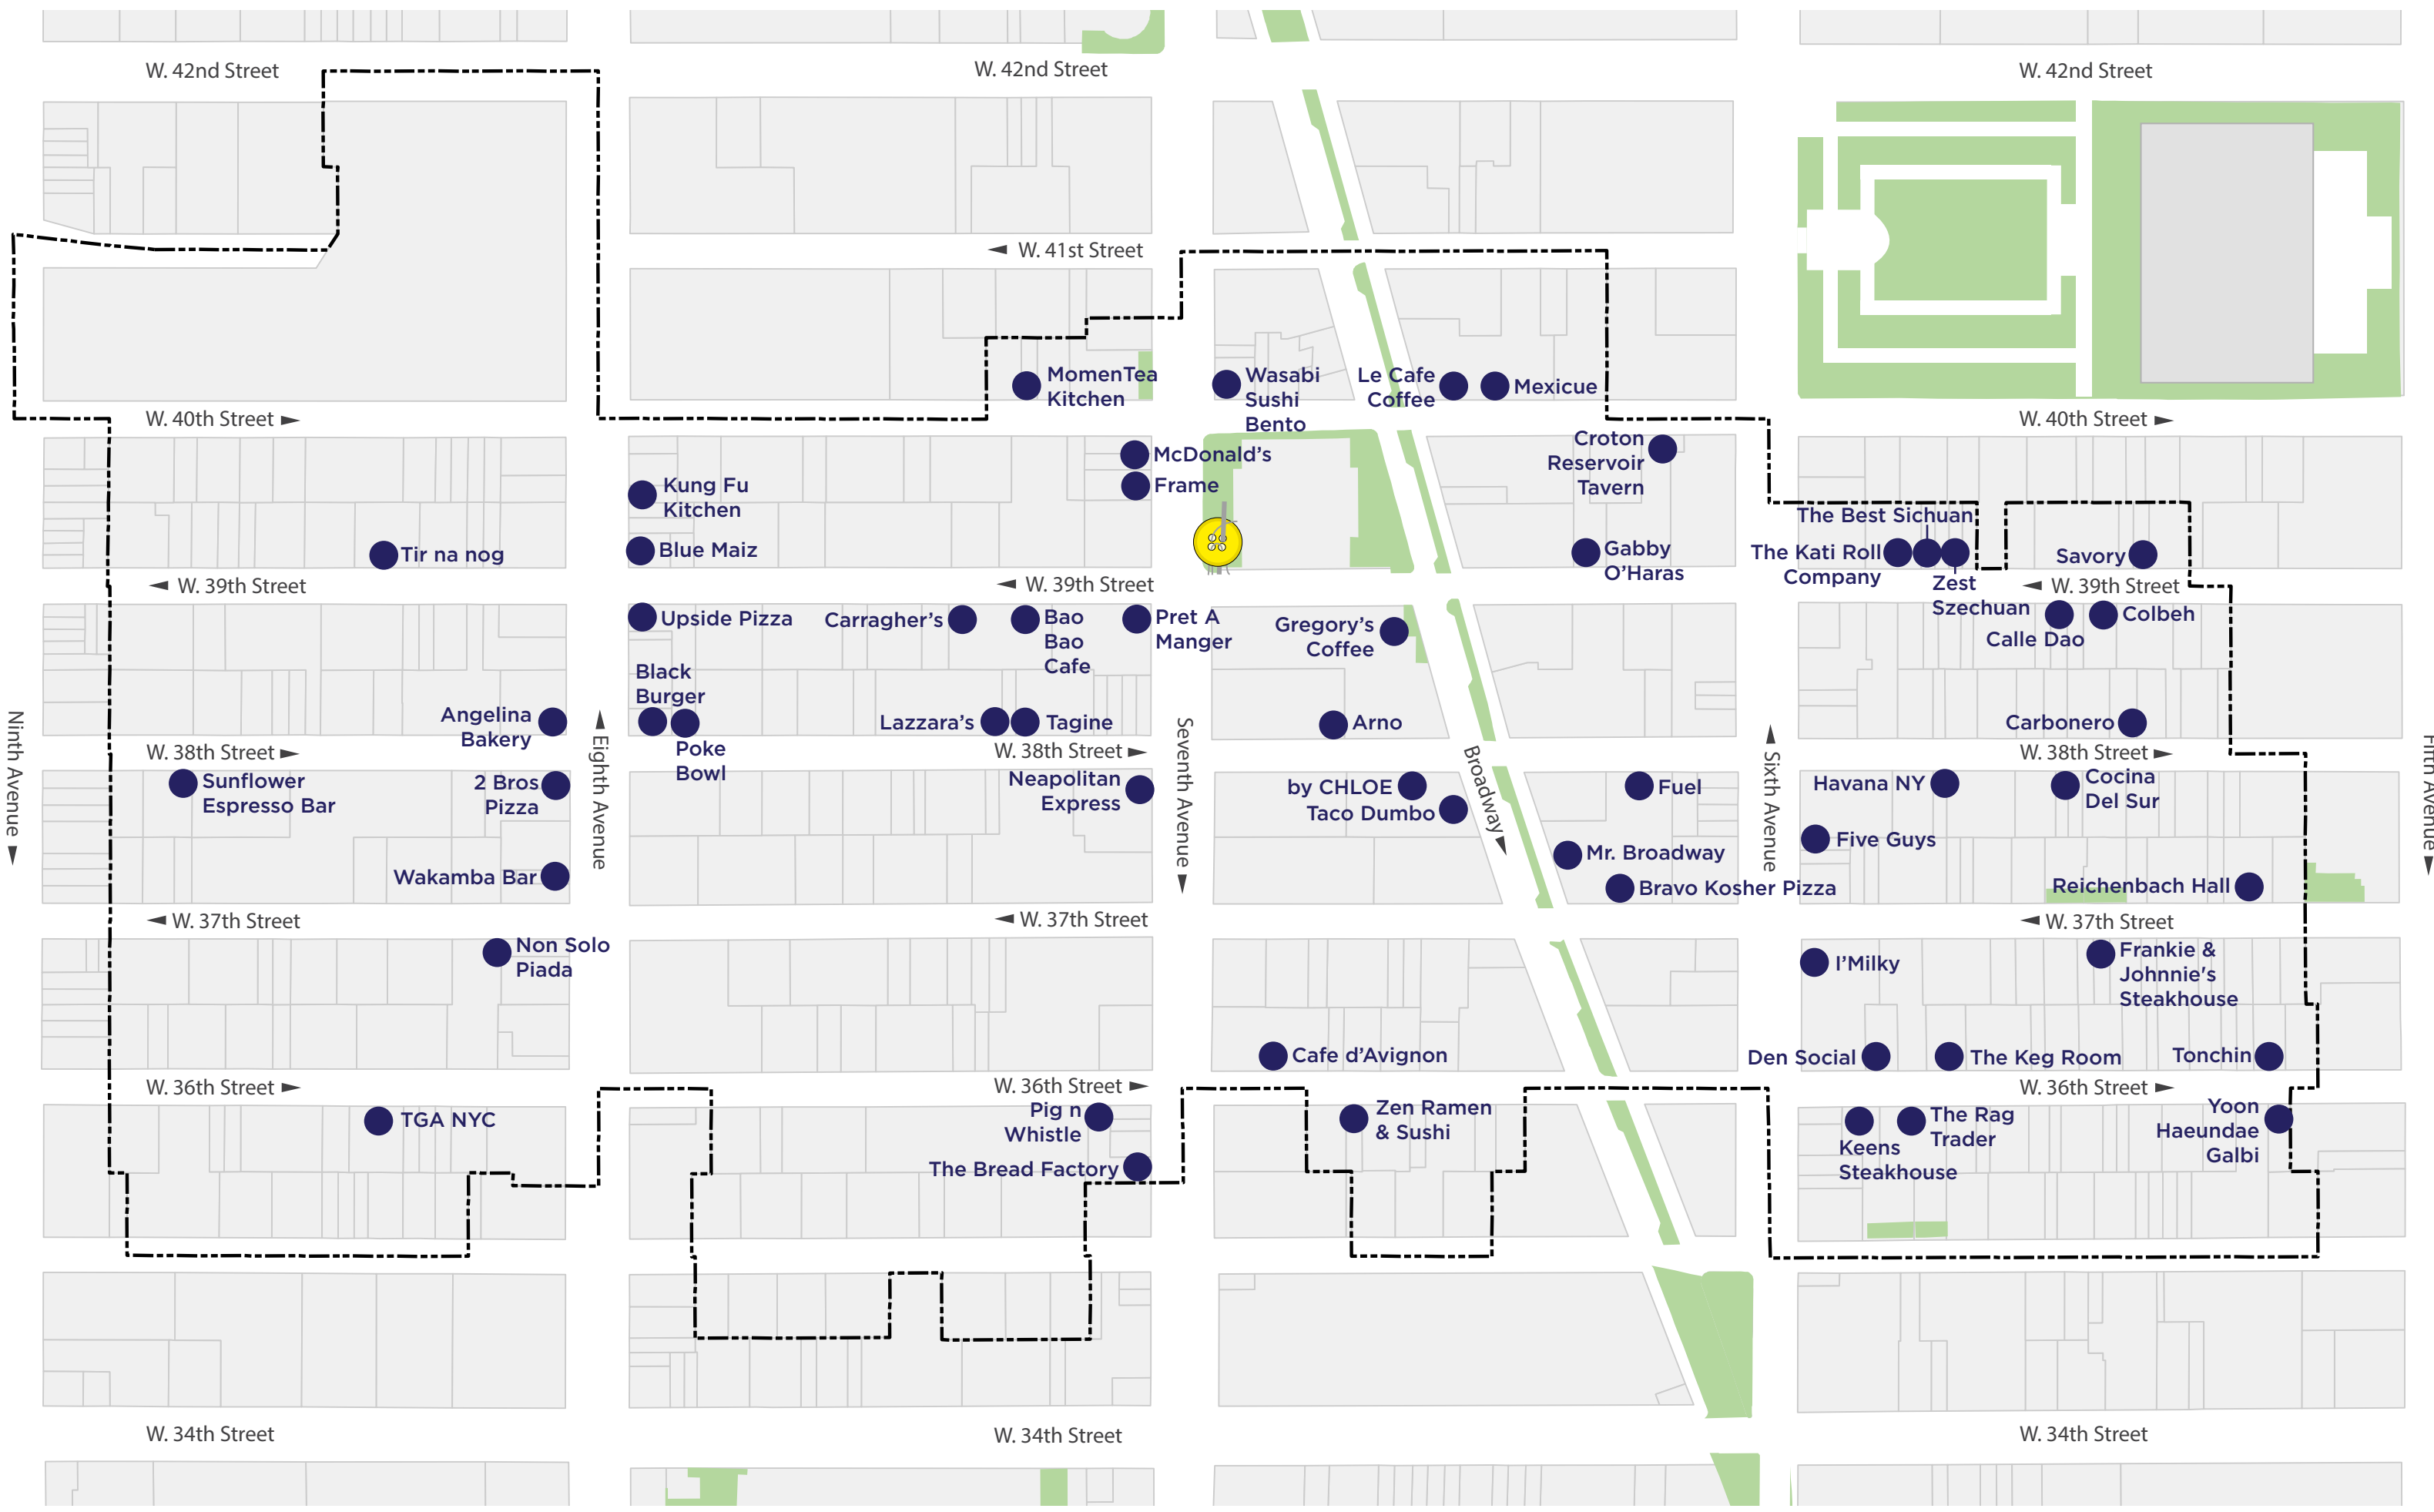 W. 42nd Street
W. 42nd Street
W. 42nd Street
W. 41st Street
MomenTea
Kitchen
Wasabi
Sushi
Bento
Le Cafe
Coffee
Mexicue
W. 40th Street
W. 40th Street
Croton
Reservoir
Tavern
McDonald’s
Frame
Kung Fu
Kitchen
Blue Maiz
Tir na nog
Gabby
O’Haras
The Best Sichuan
The Kati Roll
Company
Zest
Szechuan
Savory
W. 39th Street
W. 39th Street
W. 39th Street
Upside Pizza
Carragher’s
Bao
Bao
Cafe
Pret A
Manger
Gregory’s
Coffee
Calle Dao
Colbeh
Black
Burger
Poke
Bowl
Angelina
Bakery
Lazzara’s
Tagine
Arno
Carbonero
Ninth Avenue
Eighth Avenue
Seventh Avenue
Broadway
Sixth Avenue
Fifth Avenue
W. 38th Street
W. 38th Street
W. 38th Street
Sunflower
Espresso Bar
2 Bros
Pizza
Neapolitan
Express
by CHLOE
Taco Dumbo
Fuel
Havana NY
Cocina
Del Sur
Five Guys
Mr. Broadway
Bravo Kosher Pizza
Wakamba Bar
Reichenbach Hall
W. 37th Street
W. 37th Street
W. 37th Street
Non Solo
Piada
I’Milky
Frankie &
Johnnie's
Steakhouse
Cafe d’Avignon
Den Social
The Keg Room
Tonchin
W. 36th Street
W. 36th Street
W. 36th Street
TGA NYC
Pig n
Whistle
The Bread Factory
Zen Ramen
& Sushi
Keens
Steakhouse
The Rag
Trader
Yoon
Haeundae
Galbi
W. 34th Street
W. 34th Street
W. 34th Street